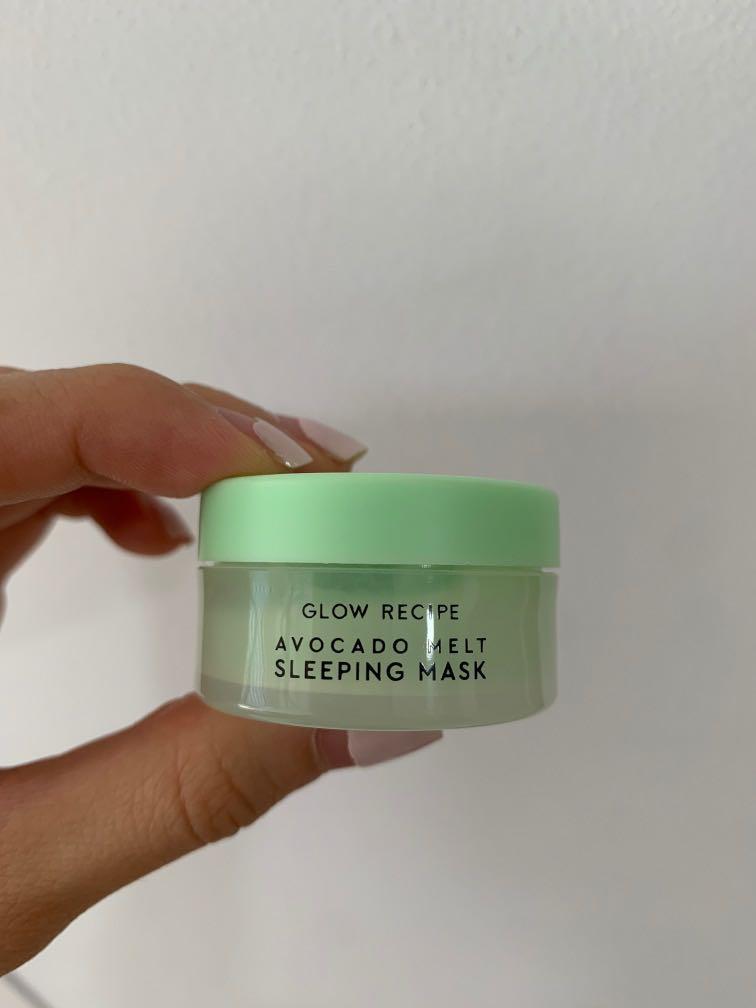 GLOW RECIPE
AVOCADO MELT
SLEEPING MASK